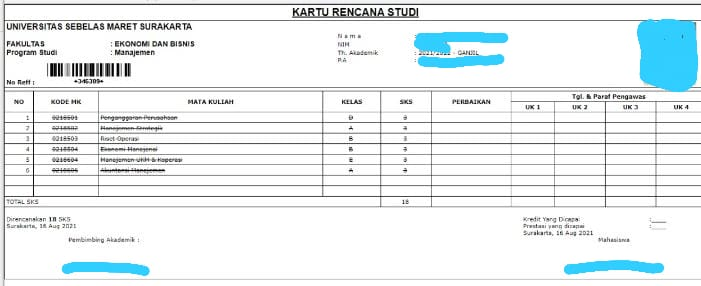 KARTU RENCANA STUDI
UNIVERSITAS SEBELAS MARET SURAKARTA
FAKULTAS : EKONOMI DAN BISNIS
Program Studi : Manajemen
N a m a :
NIM
Th. Akademik : 2021/2022 - GANJIL
P.A :
*346309*
No Reff :
NO KODE MK MATA KULIAH KELAS SKS PERBAIKAN Tgl. & Paraf Pengawas
UK 1 UK 2 UK 3 UK 4
1 0218501 Penganggaran Perusahaan D 3
2 0218502 Manajemen Strategik A 3
3 0218503 Riset Operasi B 3
4 0218504 Ekonomi Manajerial B 3
5 0218604 Manajemen UKM & Koperasi E 3
6 0218605 Akuntansi Manajemen A 3
TOTAL SKS 18
Direncanakan 18 SKS
Surakarta, 16 Aug 2021
Pembimbing Akademik :
Kredit Yang Dicapai :____
Prestasi yang dicapai :____
Surakarta, 16 Aug 2021
Mahasiswa